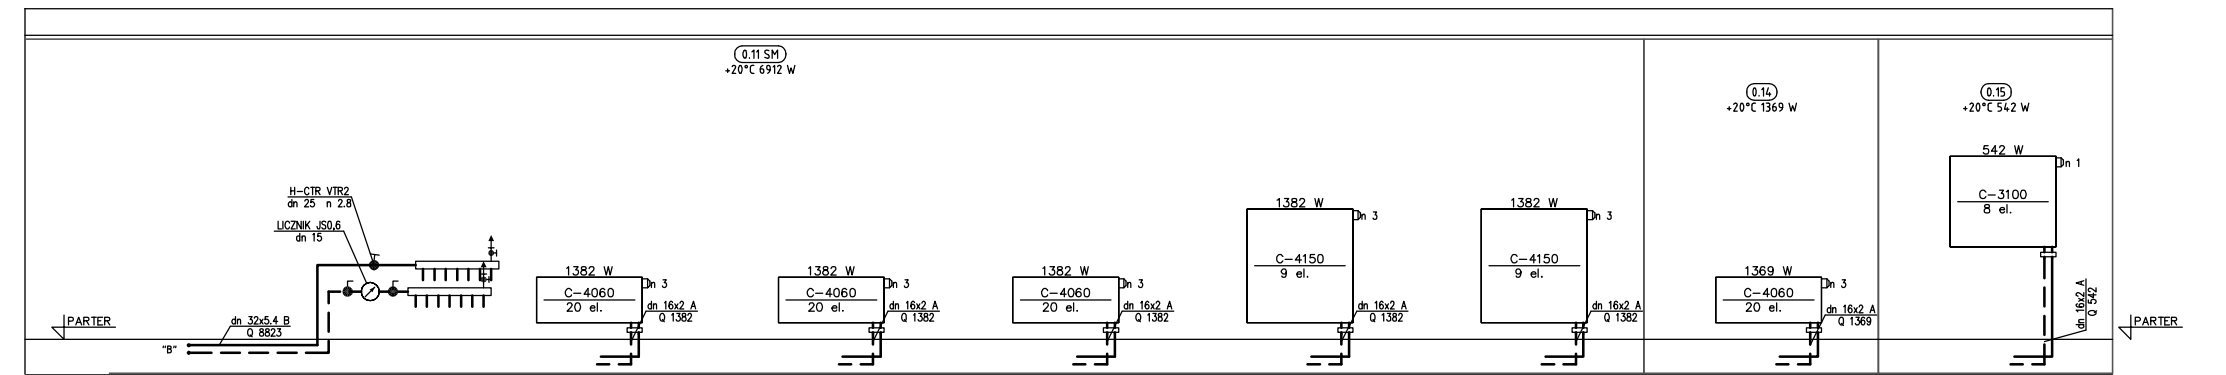 0.11 SM
+20°C 6912 W
0.14
+20°C 1369 W
0.15
+20°C 542 W
H-CTR VTR2
dn 25 n 2.8
LICZNIK JS0,6
dn 15
PARTER
"B"
dn 32x5.4 B
Q 8823
1382 W
n 3
C-4060
20 el.
dn 16x2 A
Q 1382
1382 W
n 3
C-4060
20 el.
dn 16x2 A
Q 1382
1382 W
n 3
C-4060
20 el.
dn 16x2 A
Q 1382
1382 W
n 3
C-4150
9 el.
dn 16x2 A
Q 1382
1382 W
n 3
C-4150
9 el.
dn 16x2 A
Q 1382
1369 W
n 3
C-4060
20 el.
dn 16x2 A
Q 1369
542 W
n 1
C-3100
8 el.
dn 16x2 A
Q 542
PARTER